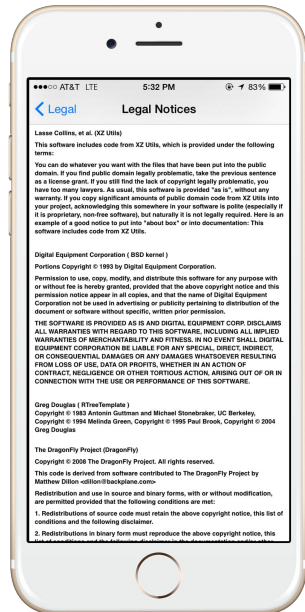 AT&T LTE 5:32 PM 83%
Legal Legal Notices
Lasse Collins, et al. (XZ Utils)
This software includes code from XZ Utils, which is provided under the following
terms:
You can do whatever you want with the files that have been put into the public
domain. If you find public domain legally problematic, take the previous sentence
as a license grant. If you still find the lack of copyright legally problematic, you
have too many lawyers. As usual, this software is provided "as is", without any
warranty. If you copy significant amounts of public domain code from XZ Utils into
your project, acknowledging this somewhere in your software is polite (especially if
it is proprietary, non-free software), but naturally it is not legally required. Here is an
example of a good notice to put into "about box" or into documentation: This
software includes code from XZ Utils.
Digital Equipment Corporation ( BSD kernel )
Portions Copyright © 1993 by Digital Equipment Corporation.
Permission to use, copy, modify, and distribute this software for any purpose with
or without fee is hereby granted, provided that the above copyright notice and this
permission notice appear in all copies, and that the name of Digital Equipment
Corporation not be used in advertising or publicity pertaining to distribution of the
document or software without specific, written prior permission.
THE SOFTWARE IS PROVIDED AS IS AND DIGITAL EQUIPMENT CORP. DISCLAIMS
ALL WARRANTIES WITH REGARD TO THIS SOFTWARE, INCLUDING ALL IMPLIED
WARRANTIES OF MERCHANTABILITY AND FITNESS. IN NO EVENT SHALL DIGITAL
EQUIPMENT CORPORATION BE LIABLE FOR ANY SPECIAL, DIRECT, INDIRECT,
OR CONSEQUENTIAL DAMAGES OR ANY DAMAGES WHATSOEVER RESULTING
FROM LOSS OF USE, DATA OR PROFITS, WHETHER IN AN ACTION OF
CONTRACT, NEGLIGENCE OR OTHER TORTIOUS ACTION, ARISING OUT OF OR IN
CONNECTION WITH THE USE OR PERFORMANCE OF THIS SOFTWARE.
Greg Douglas ( RTreeTemplate )
Copyright © 1983 Antonin Guttman and Michael Stonebraker, UC Berkeley,
Copyright © 1994 Melinda Green, Copyright © 1995 Paul Brook, Copyright © 2004
Greg Douglas
The DragonFly Project (DragonFly)
Copyright © 2008 The DragonFly Project. All rights reserved.
This code is derived from software contributed to The DragonFly Project by
Matthew Dillon <dillon@backplane.com>
Redistribution and use in source and binary forms, with or without modification,
are permitted provided that the following conditions are met:
1. Redistributions of source code must retain the above copyright notice, this list of
conditions and the following disclaimer.
2. Redistributions in binary form must reproduce the above copyright notice, this
list of conditions and the following disclaimer in the documentation and/or other